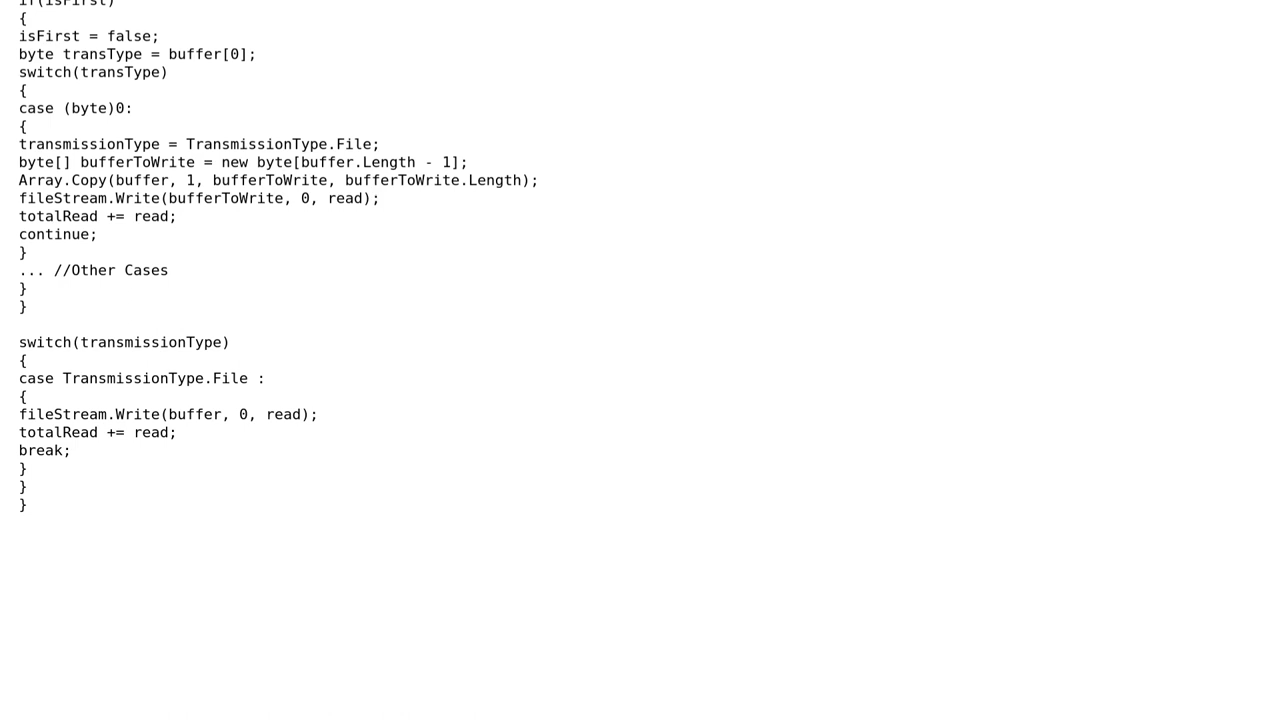 if(isFirst)
{
isFirst = false;
byte transType = buffer[0];
switch(transType)
{
case (byte)0:
{
transmissionType = TransmissionType.File;
byte[] bufferToWrite = new byte[buffer.Length - 1];
Array.Copy(buffer, 1, bufferToWrite, bufferToWrite.Length);
fileStream.Write(bufferToWrite, 0, read);
totalRead += read;
continue;
}
... //Other Cases
}
}
switch(transmissionType)
{
case TransmissionType.File :
{
fileStream.Write(buffer, 0, read);
totalRead += read;
break;
}
}
}